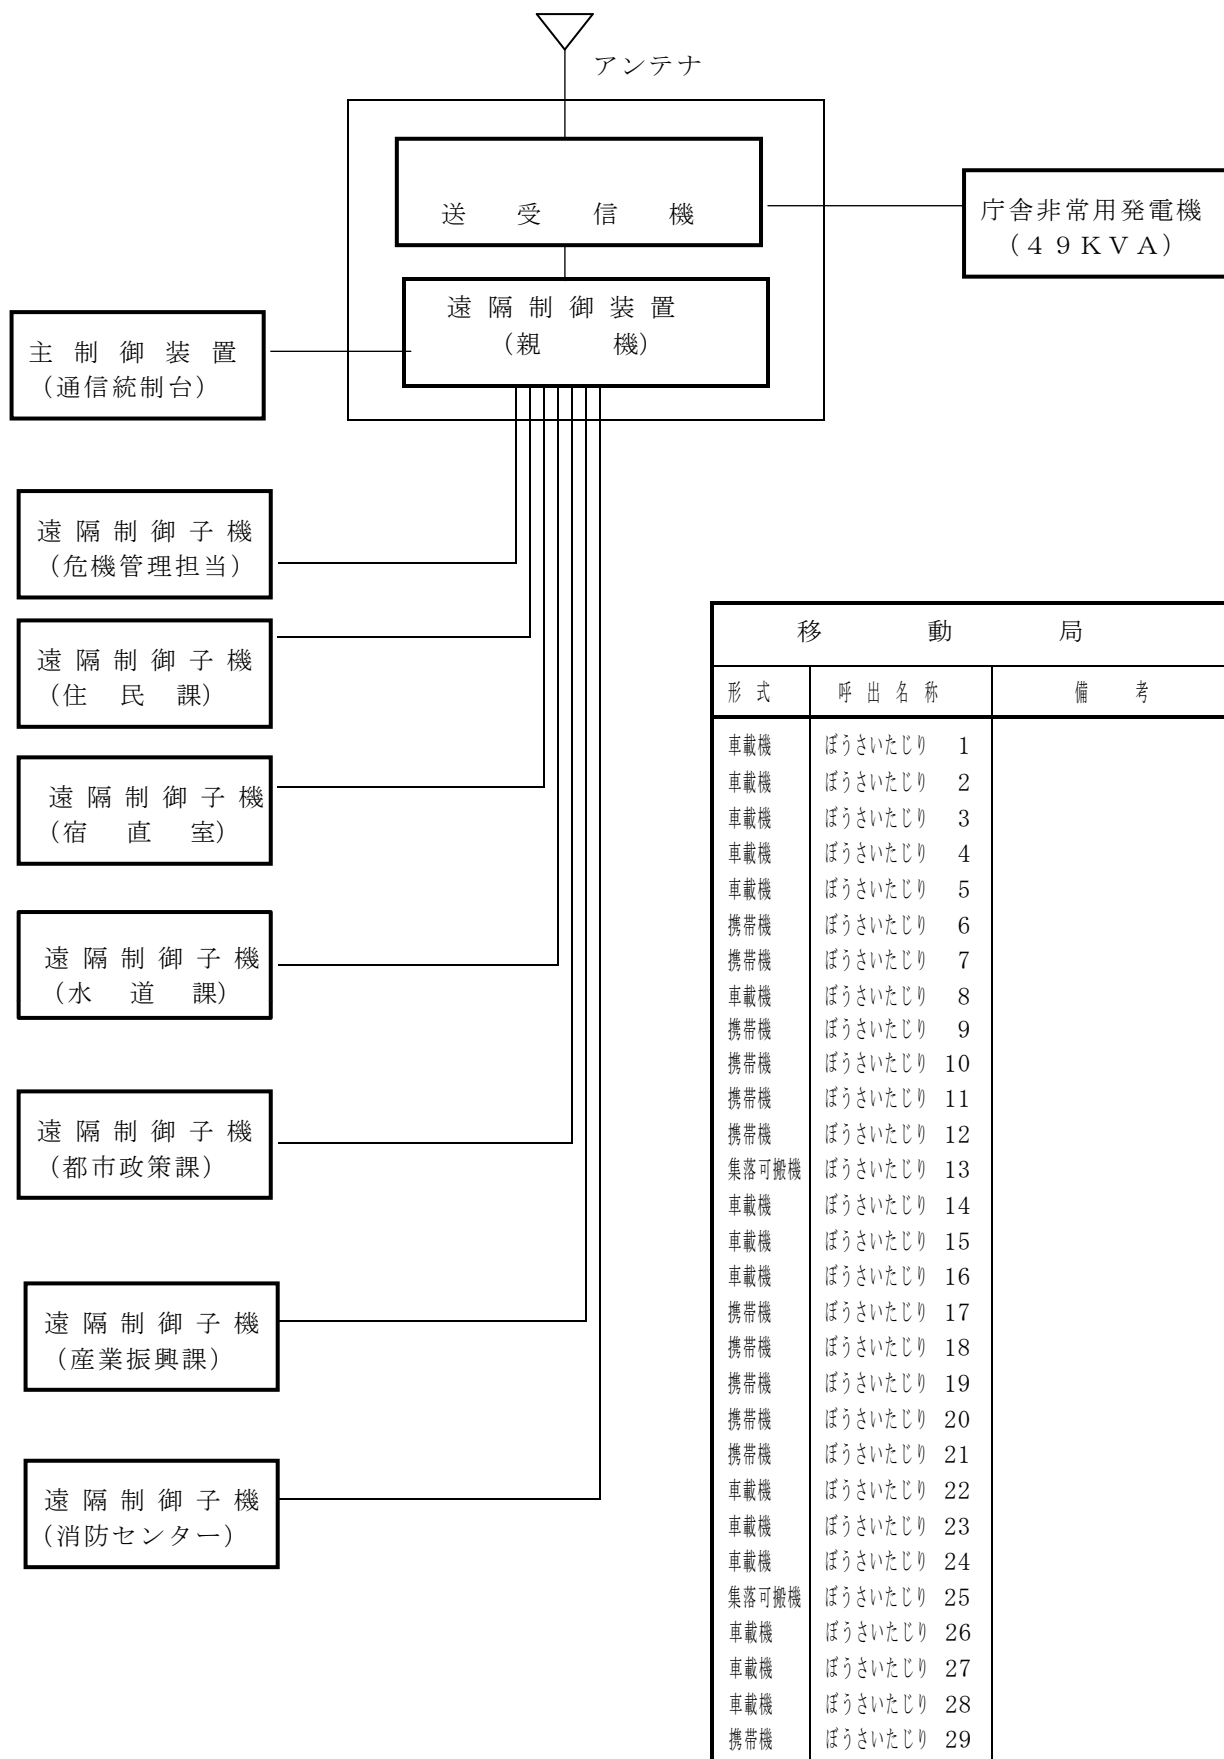 アンテナ
送 受 信 機
庁舎非常用発電機
(４９ＫＶＡ)
遠隔制御装置
(親 機)
主制御装置
(通信統制台)
遠隔制御子機
(危機管理担当)
遠隔制御子機
(住 民 課)
遠隔制御子機
(宿 直 室)
遠隔制御子機
(水 道 課)
遠隔制御子機
(都市政策課)
遠隔制御子機
(産業振興課)
遠隔制御子機
(消防センター)
移 動 局
形 式 呼 出 名 称 備 考
車載機 ぼうさいたじり 1
車載機 ぼうさいたじり 2
車載機 ぼうさいたじり 3
車載機 ぼうさいたじり 4
車載機 ぼうさいたじり 5
携帯機 ぼうさいたじり 6
携帯機 ぼうさいたじり 7
車載機 ぼうさいたじり 8
携帯機 ぼうさいたじり 9
携帯機 ぼうさいたじり 10
携帯機 ぼうさいたじり 11
携帯機 ぼうさいたじり 12
集落可搬機 ぼうさいたじり 13
車載機 ぼうさいたじり 14
車載機 ぼうさいたじり 15
車載機 ぼうさいたじり 16
携帯機 ぼうさいたじり 17
携帯機 ぼうさいたじり 18
携帯機 ぼうさいたじり 19
携帯機 ぼうさいたじり 20
携帯機 ぼうさいたじり 21
車載機 ぼうさいたじり 22
車載機 ぼうさいたじり 23
車載機 ぼうさいたじり 24
集落可搬機 ぼうさいたじり 25
車載機 ぼうさいたじり 26
車載機 ぼうさいたじり 27
車載機 ぼうさいたじり 28
携帯機 ぼうさいたじり 29